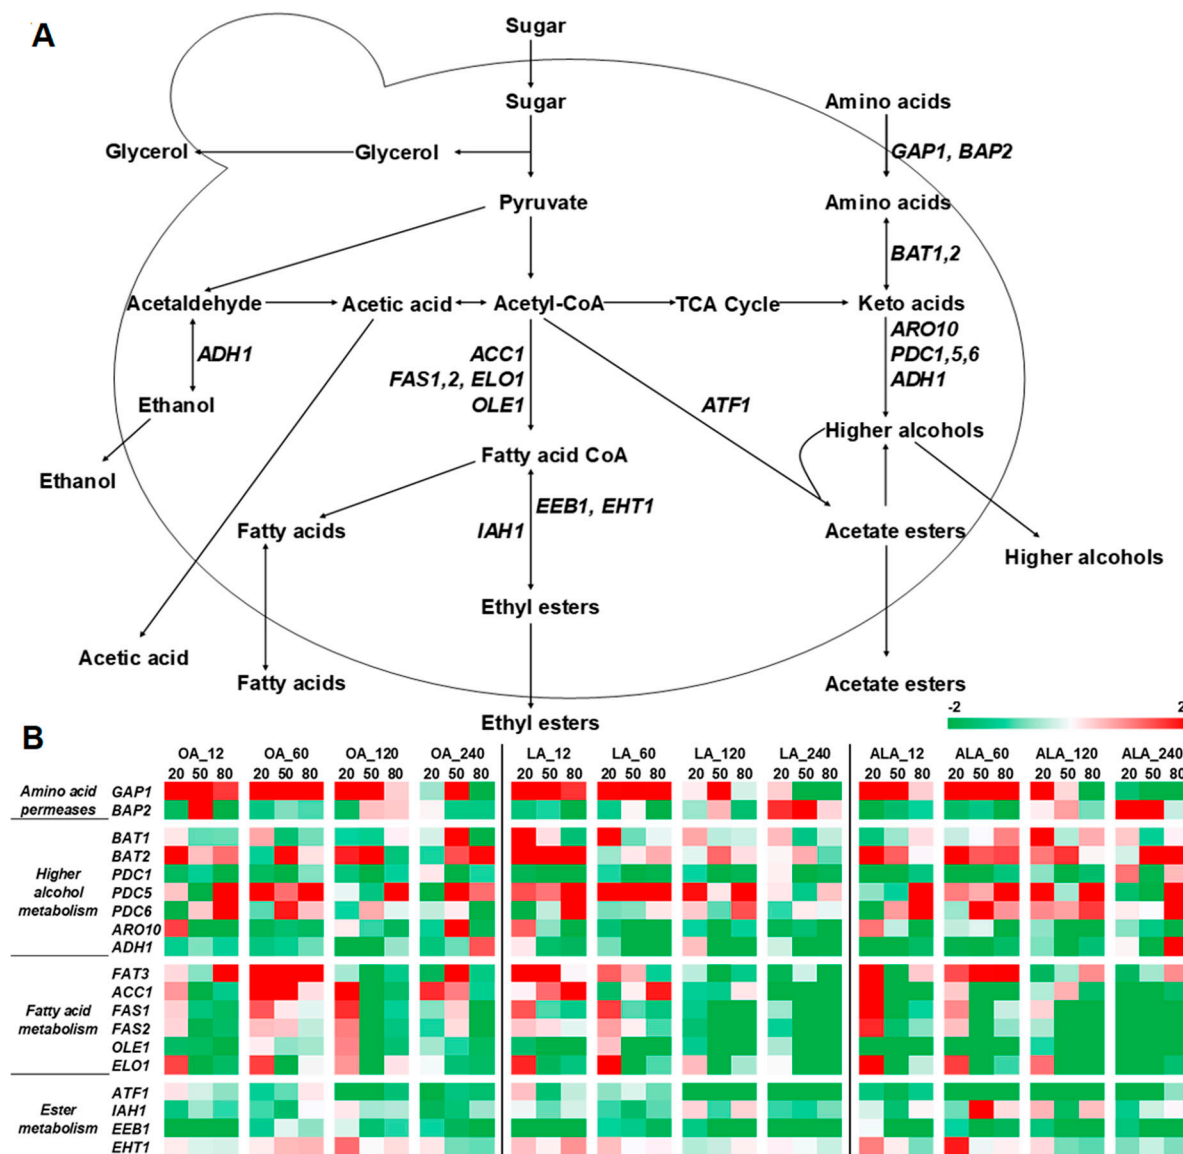 A
Sugar
Sugar
Amino acids
GAP1, BAP2
Glycerol
Glycerol
Pyruvate
Amino acids
BAT1,2
Acetaldehyde
Acetic acid
Acetyl-CoA
TCA Cycle
Keto acids
ADH1
ACC1
FAS1,2, ELO1
OLE1
ARO10
PDC1,5,6
ADH1
Ethanol
ATF1
Higher alcohols
Fatty acid CoA
Ethanol
EEB1, EHT1
IAH1
Fatty acids
Acetate esters
Higher alcohols
Ethyl esters
Acetic acid
Fatty acids
Acetate esters
Ethyl esters
-2 2
B
OA_12 OA_60 OA_120 OA_240 LA_12 LA_60 LA_120 LA_240 ALA_12 ALA_60 ALA_120 ALA_240
20 50 80 20 50 80 20 50 80 20 50 80 20 50 80 20 50 80 20 50 80 20 50 80 20 50 80 20 50 80 20 50 80 20 50 80
Amino acid permeases
GAP1
BAP2
Higher alcohol metabolism
BAT1
BAT2
PDC1
PDC5
PDC6
ARO10
ADH1
Fatty acid metabolism
FAT3
ACC1
FAS1
FAS2
OLE1
ELO1
Ester metabolism
ATF1
IAH1
EEB1
EHT1